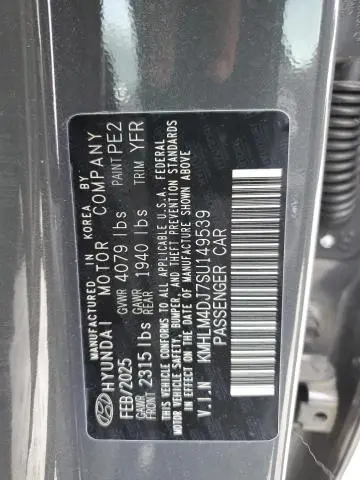 MANUFACTURED IN KOREA BY
HYUNDAI MOTOR COMPANY PAINT PE2
FEB/2025 GVWR 4079 lbs TRIM YFR
GAWR FRONT 2315 lbs GAWR REAR 1940 lbs
THIS VEHICLE CONFORMS TO ALL APPLICABLE U.S.A. FEDERAL
MOTOR VEHICLE SAFETY, BUMPER, AND THEFT PREVENTION STANDARDS
IN EFFECT ON THE DATE OF MANUFACTURE SHOWN ABOVE
V.I.N KMHLM4DJ7SU149539
PASSENGER CAR